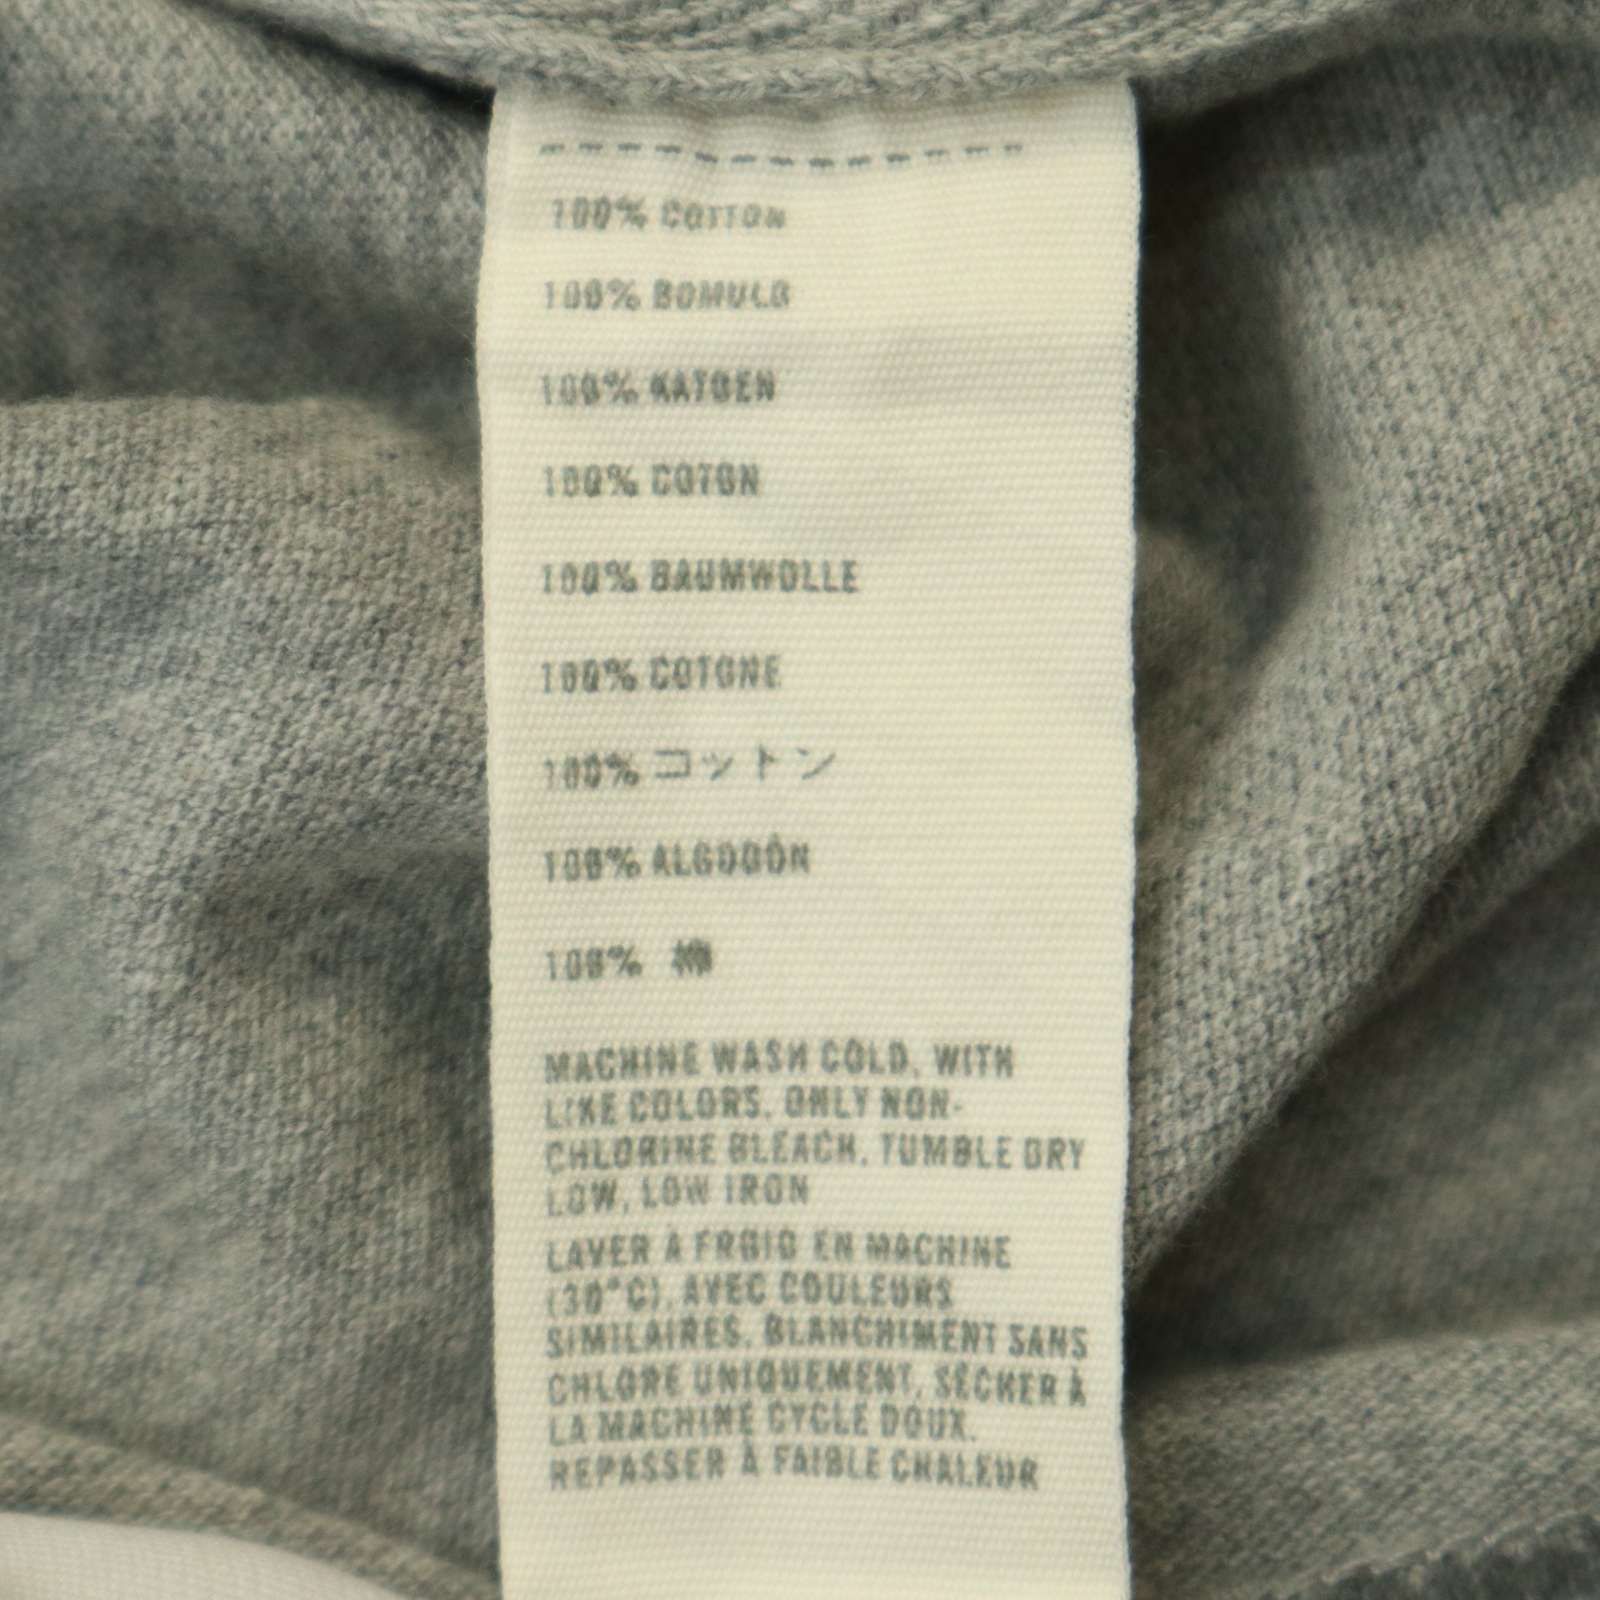 100% COTTON
100% BOMULD
100% KATOEN
100% COTON
100% BAUMWOLLE
100% COTONE
100% コットン
100% ALGODÓN
100% 棉
MACHINE WASH COLD, WITH
LIKE COLORS. ONLY NON-
CHLORINE BLEACH, TUMBLE DRY
LOW, LOW IRON
LAVER À FROID EN MACHINE
(30°C), AVEC COULEURS
SIMILAIRES. BLANCHIMENT SANS
CHLORE UNIQUEMENT, SÉCHER À
LA MACHINE CYCLE DOUX.
REPASSER À FAIBLE CHALEUR